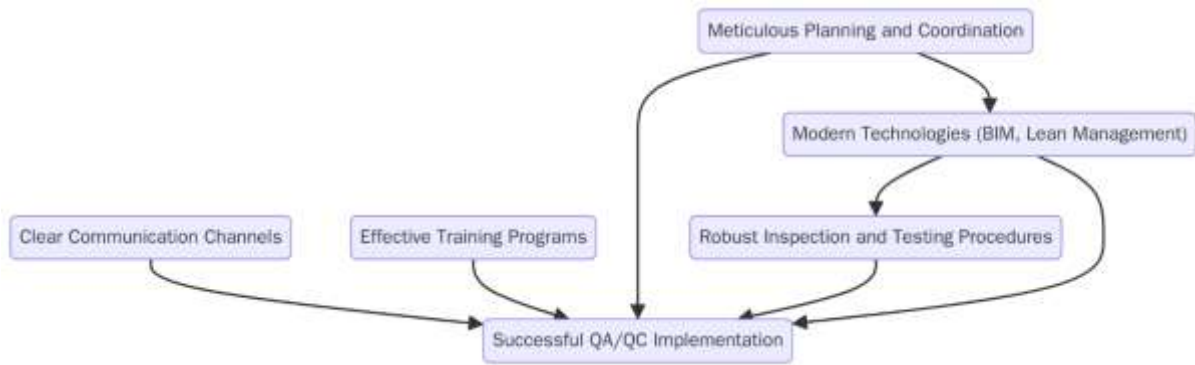 Meticulous Planning and Coordination
Modern Technologies (BIM, Lean Management)
Clear Communication Channels
Effective Training Programs
Robust Inspection and Testing Procedures
Successful QA/QC Implementation